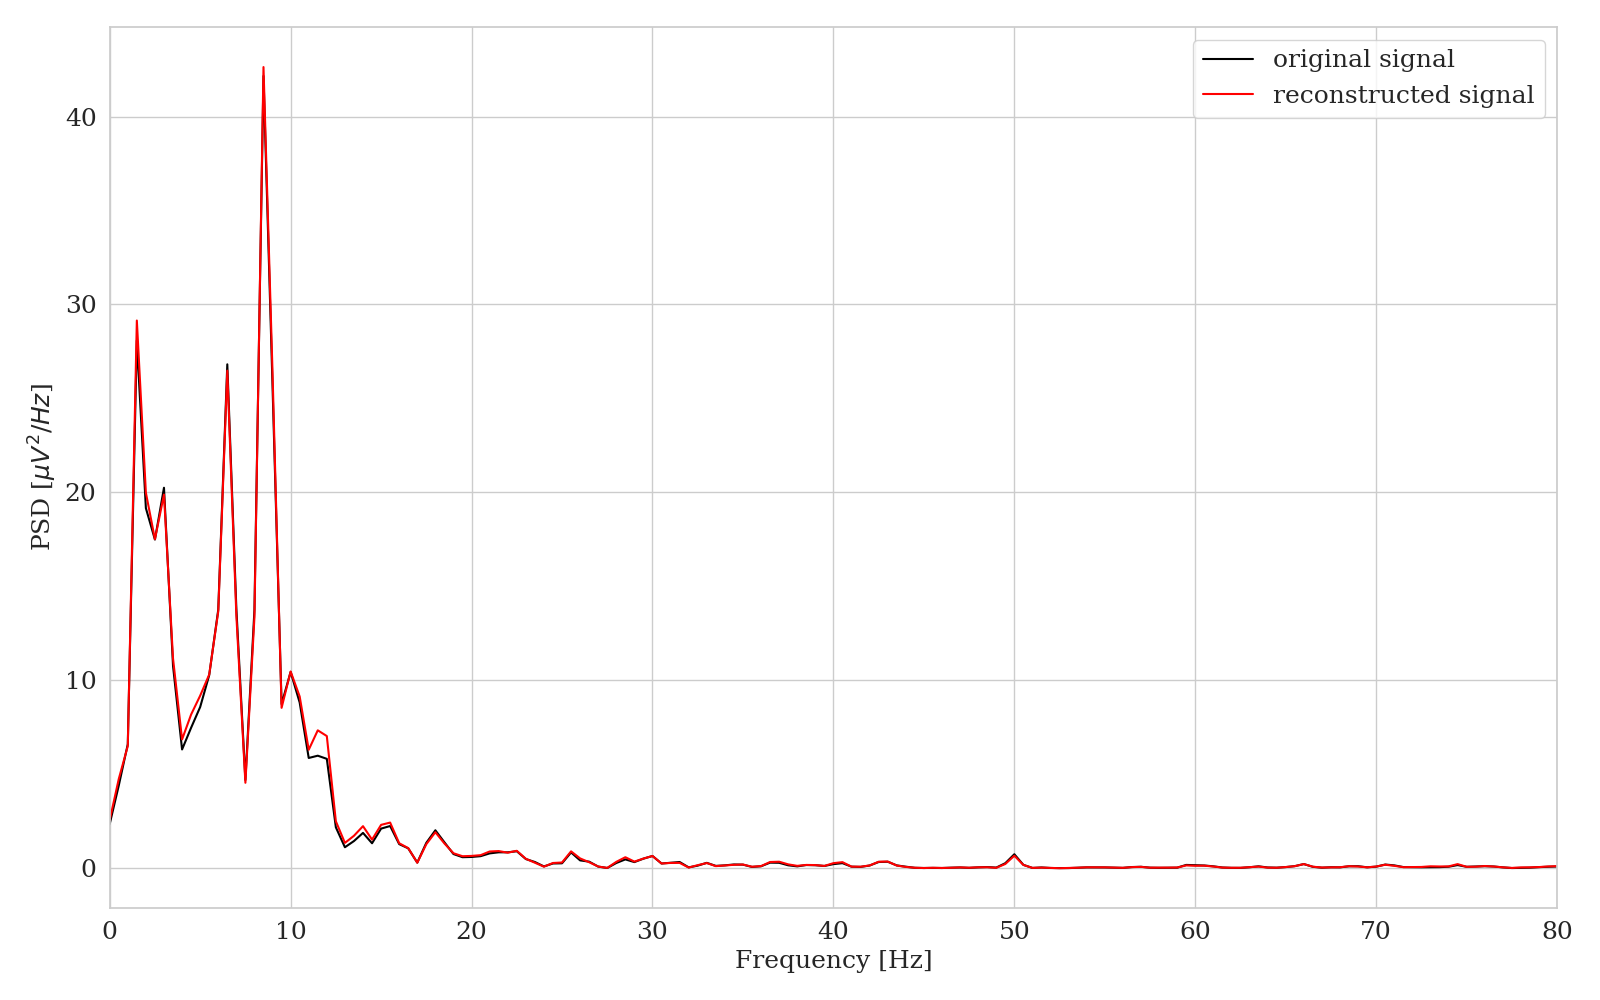 original signal
reconstructed signal
PSD [μV²/Hz]
40
30
20
10
0
0 10 20 30 40 50 60 70 80
Frequency [Hz]